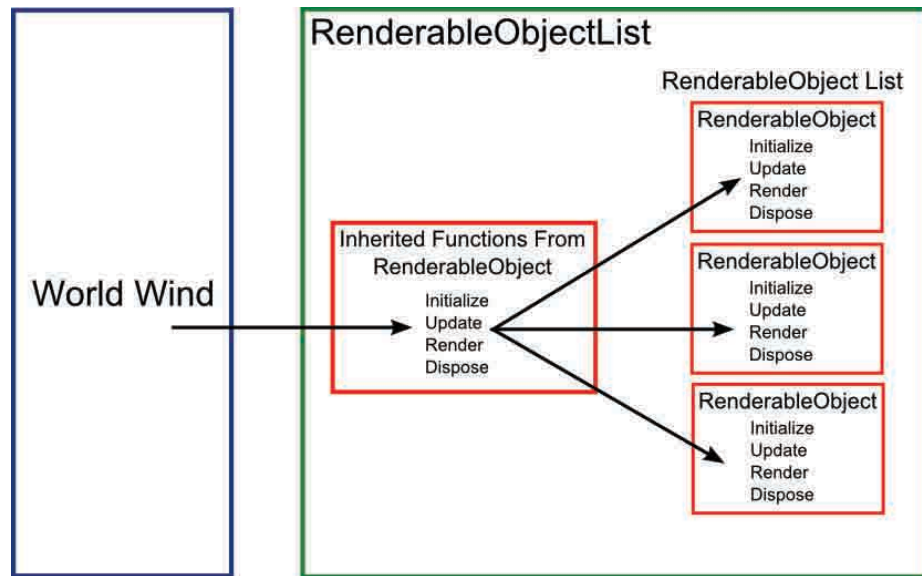 World Wind
RenderableObjectList
Inherited Functions From
RenderableObject
Initialize
Update
Render
Dispose
RenderableObject List
RenderableObject
Initialize
Update
Render
Dispose
RenderableObject
Initialize
Update
Render
Dispose
RenderableObject
Initialize
Update
Render
Dispose